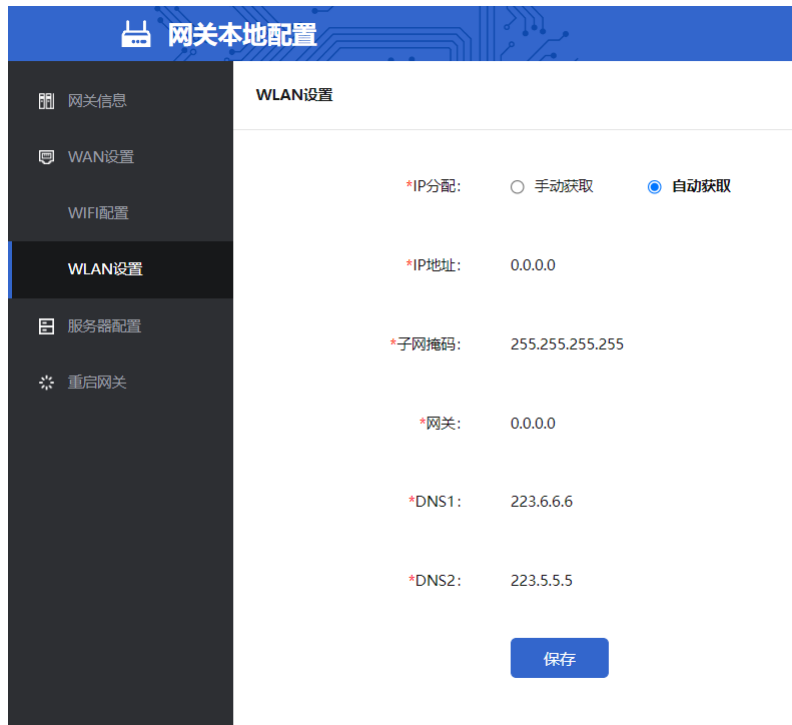 网关本地配置
网关信息
WAN设置
WIFI配置
WLAN设置
服务器配置
重启网关
WLAN设置
*IP分配： 手动获取 自动获取
*IP地址： 0.0.0.0
*子网掩码： 255.255.255.255
*网关： 0.0.0.0
*DNS1： 223.6.6.6
*DNS2： 223.5.5.5
保存